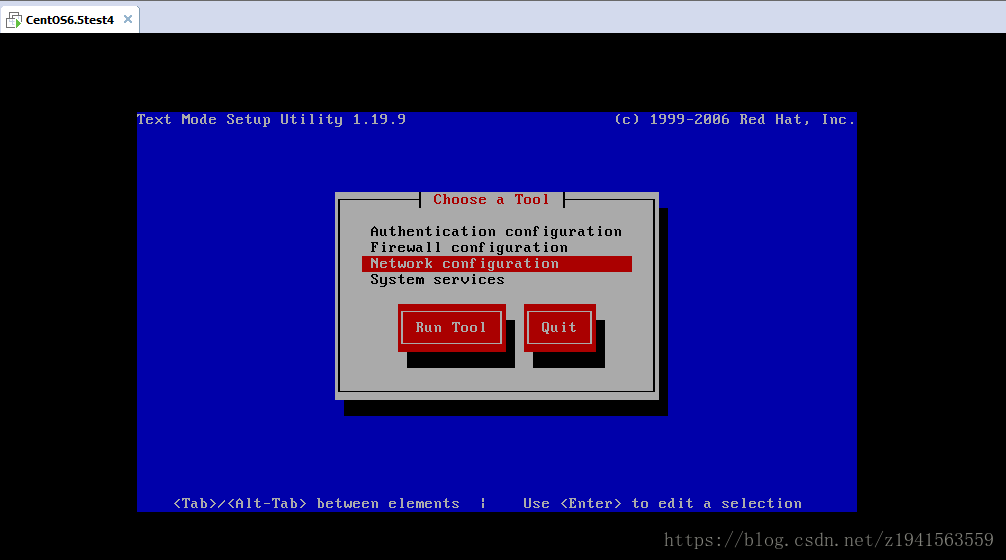 CentOS6.5test4
Text Mode Setup Utility 1.19.9 (c) 1999-2006 Red Hat, Inc.
Choose a Tool
Authentication configuration
Firewall configuration
Network configuration
System services
Run Tool Quit
<Tab>/<Alt-Tab> between elements | Use <Enter> to edit a selection
https://blog.csdn.net/z1941563559